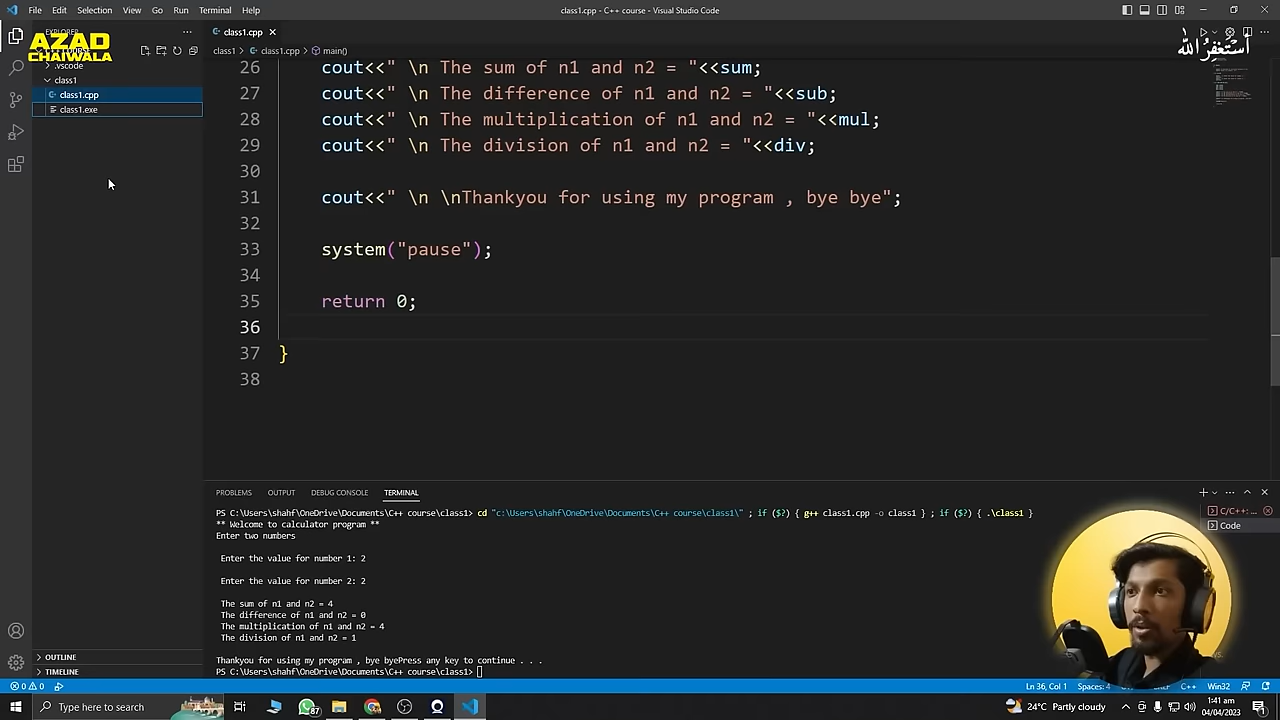 File Edit Selection View Go Run Terminal Help
class1.cpp - C++ course - Visual Studio Code
EXPLORER
AZAD
CHAIWALA
.vscode
class1
class1.cpp
class1.exe
OUTLINE
TIMELINE
class1.cpp
class1 > class1.cpp > main()
أستغفر الله
26 cout<<" \n The sum of n1 and n2 = "<<sum;
27 cout<<" \n The difference of n1 and n2 = "<<sub;
28 cout<<" \n The multiplication of n1 and n2 = "<<mul;
29 cout<<" \n The division of n1 and n2 = "<<div;
30
31 cout<<" \n \nThankyou for using my program , bye bye";
32
33 system("pause");
34
35 return 0;
36
37 }
38
PROBLEMS OUTPUT DEBUG CONSOLE TERMINAL
PS C:\Users\shahf\OneDrive\Documents\C++ course\class1> cd "c:\Users\shahf\OneDrive\Documents\C++ course\class1\" ; if ($?) { g++ class1.cpp -o class1 } ; if ($?) { .\class1 }
** Welcome to calculator program **
Enter two numbers
Enter the value for number 1: 2
Enter the value for number 2: 2
The sum of n1 and n2 = 4
The difference of n1 and n2 = 0
The multiplication of n1 and n2 = 4
The division of n1 and n2 = 1
Thankyou for using my program , bye byePress any key to continue . . .
PS C:\Users\shahf\OneDrive\Documents\C++ course\class1>
C/C++: ...
Code
0 0
Ln 36, Col 1 Spaces: 4 C++ Win32
Type here to search
87
24°C Partly cloudy
1:41 am
04/04/2023
1